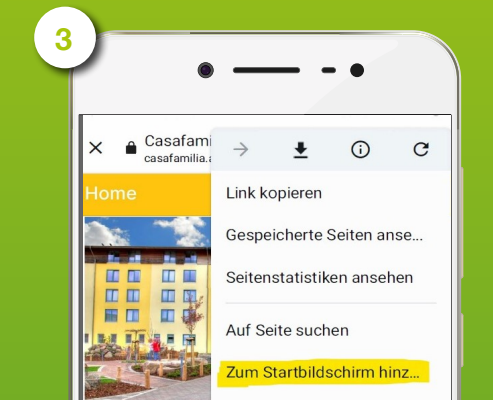 3
Casafami
casafamilia.a
Home
Link kopieren
Gespeicherte Seiten anse...
Seitenstatistiken ansehen
Auf Seite suchen
Zum Startbildschirm hinz...